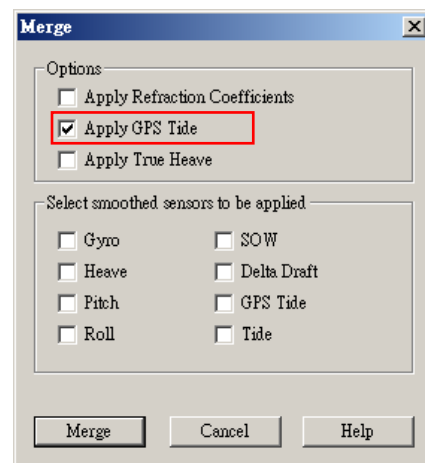 Merge
Options
Apply Refraction Coefficients
Apply GPS Tide
Apply True Heave
Select smoothed sensors to be applied
Gyro
SOW
Heave
Delta Draft
Pitch
GPS Tide
Roll
Tide
Merge
Cancel
Help